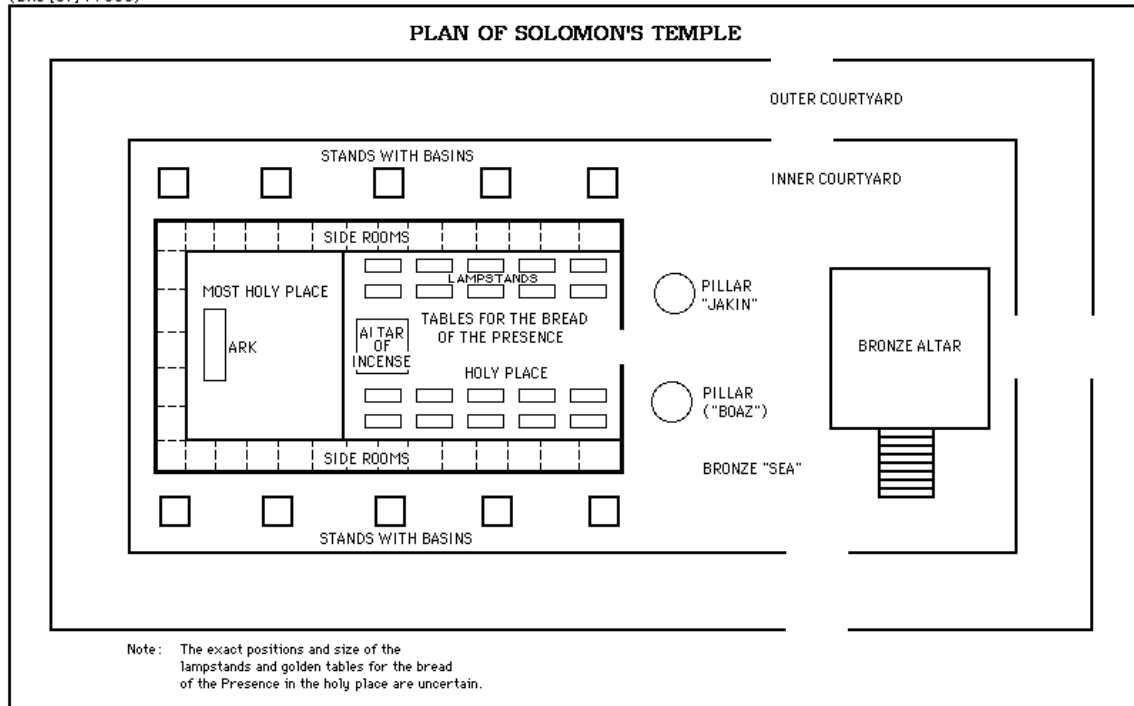 PLAN OF SOLOMON'S TEMPLE
OUTER COURTYARD
STANDS WITH BASINS
INNER COURTYARD
SIDE ROOMS
LAMPSTANDS
MOST HOLY PLACE
PILLAR
"JAKIN"
TABLES FOR THE BREAD
OF THE PRESENCE
ALTAR
OF
INCENSE
ARK
BRONZE ALTAR
HOLY PLACE
PILLAR
("BOAZ")
SIDE ROOMS
BRONZE "SEA"
STANDS WITH BASINS
Note: The exact positions and size of the
lampstands and golden tables for the bread
of the Presence in the holy place are uncertain.